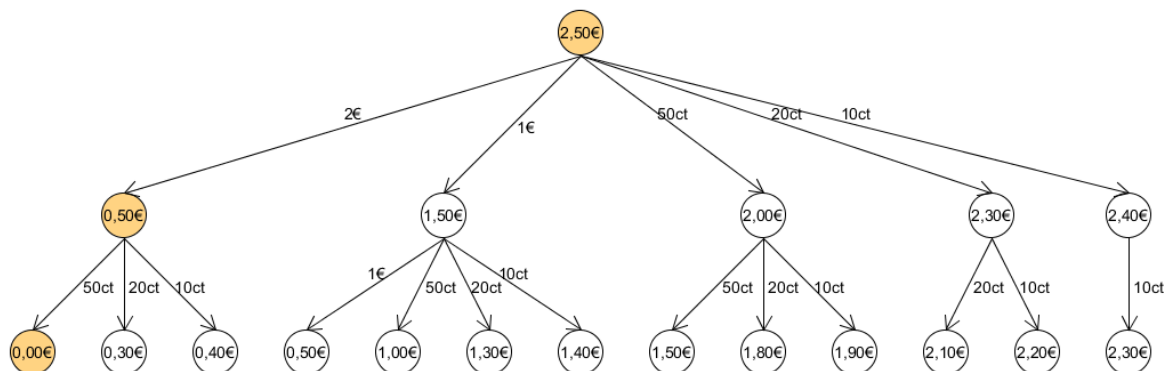 2,50€
2€ 1€ 50ct 20ct 10ct
0,50€ 1,50€ 2,00€ 2,30€ 2,40€
50ct 20ct 10ct 1€ 50ct 20ct 10ct 50ct 20ct 10ct 20ct 10ct 10ct
0,00€ 0,30€ 0,40€ 0,50€ 1,00€ 1,30€ 1,40€ 1,50€ 1,80€ 1,90€ 2,10€ 2,20€ 2,30€